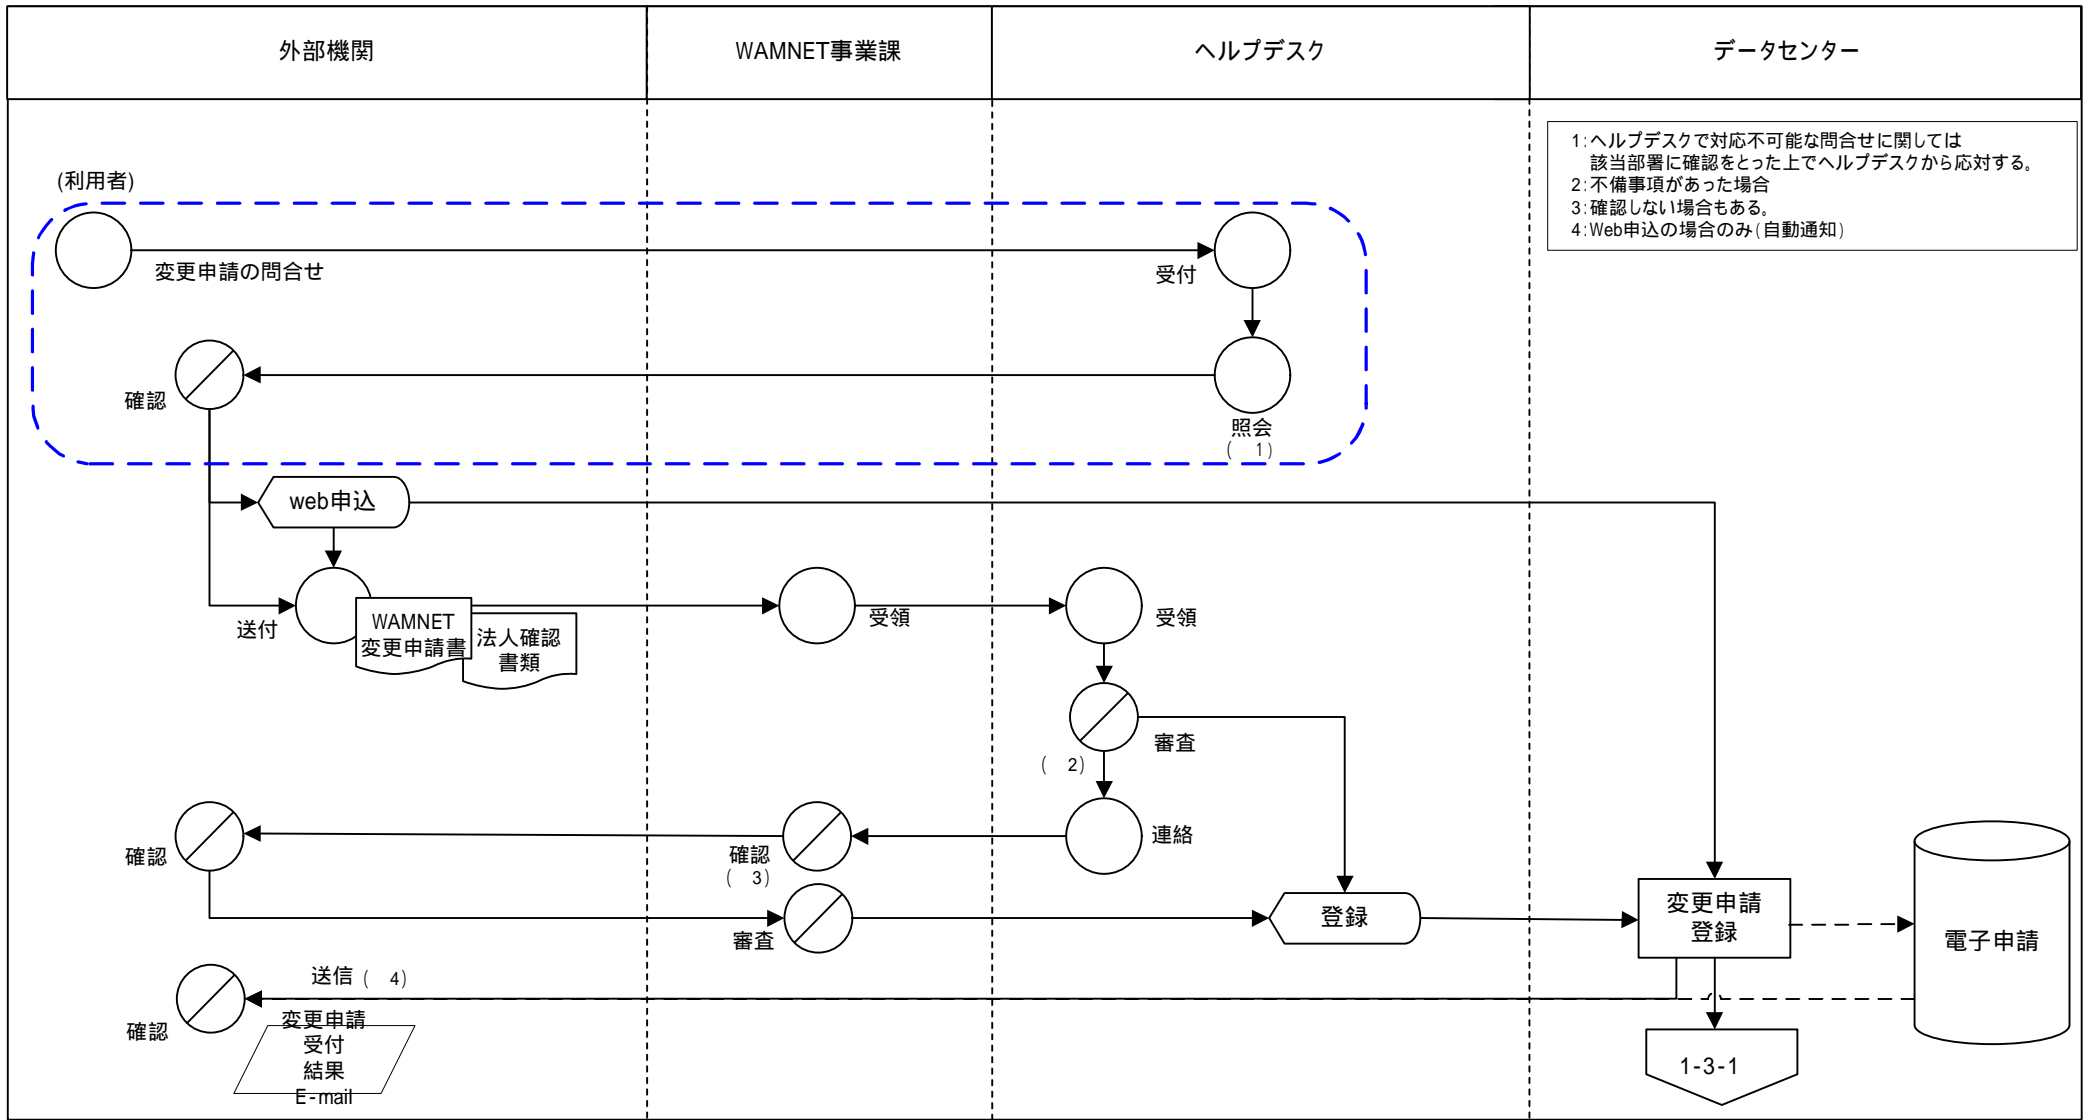 外部機関
WAMNET事業課
ヘルプデスク
データセンター
1:ヘルプデスクで対応不可能な問合せに関しては
該当部署に確認をとった上でヘルプデスクから応対する。
2:不備事項があった場合
3:確認しない場合もある。
4:Web申込の場合のみ(自動通知)
(利用者)
変更申請の問合せ
受付
確認
照会
( 1)
web申込
送付
WAMNET
変更申請書
法人確認
書類
受領
受領
審査
( 2)
連絡
確認
( 3)
確認
審査
登録
変更申請
登録
電子申請
送信 ( 4)
確認
変更申請
受付
結果
E-mail
1-3-1